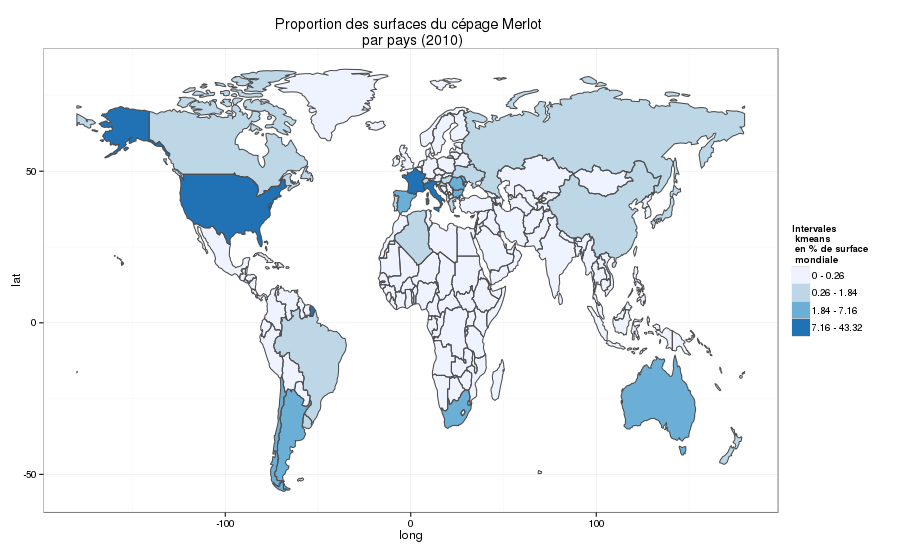 Proportion des surfaces du cépage Merlot
par pays (2010)
50
0
-50
lat
-100
0
100
long
Intervales
kmeans
en % de surface
mondiale
0 - 0.26
0.26 - 1.84
1.84 - 7.16
7.16 - 43.32